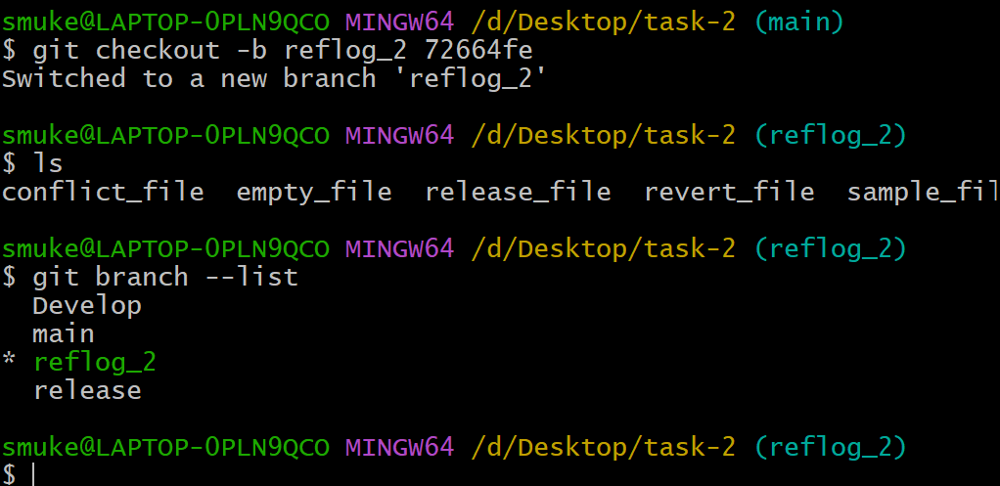 smuke@LAPTOP-0PLN9QCO MINGW64 /d/Desktop/task-2 (main)
$ git checkout -b reflog_2 72664fe
Switched to a new branch 'reflog_2'
smuke@LAPTOP-0PLN9QCO MINGW64 /d/Desktop/task-2 (reflog_2)
$ ls
conflict_file empty_file release_file revert_file sample_fil
smuke@LAPTOP-0PLN9QCO MINGW64 /d/Desktop/task-2 (reflog_2)
$ git branch --list
Develop
main
* reflog_2
release
smuke@LAPTOP-0PLN9QCO MINGW64 /d/Desktop/task-2 (reflog_2)
$